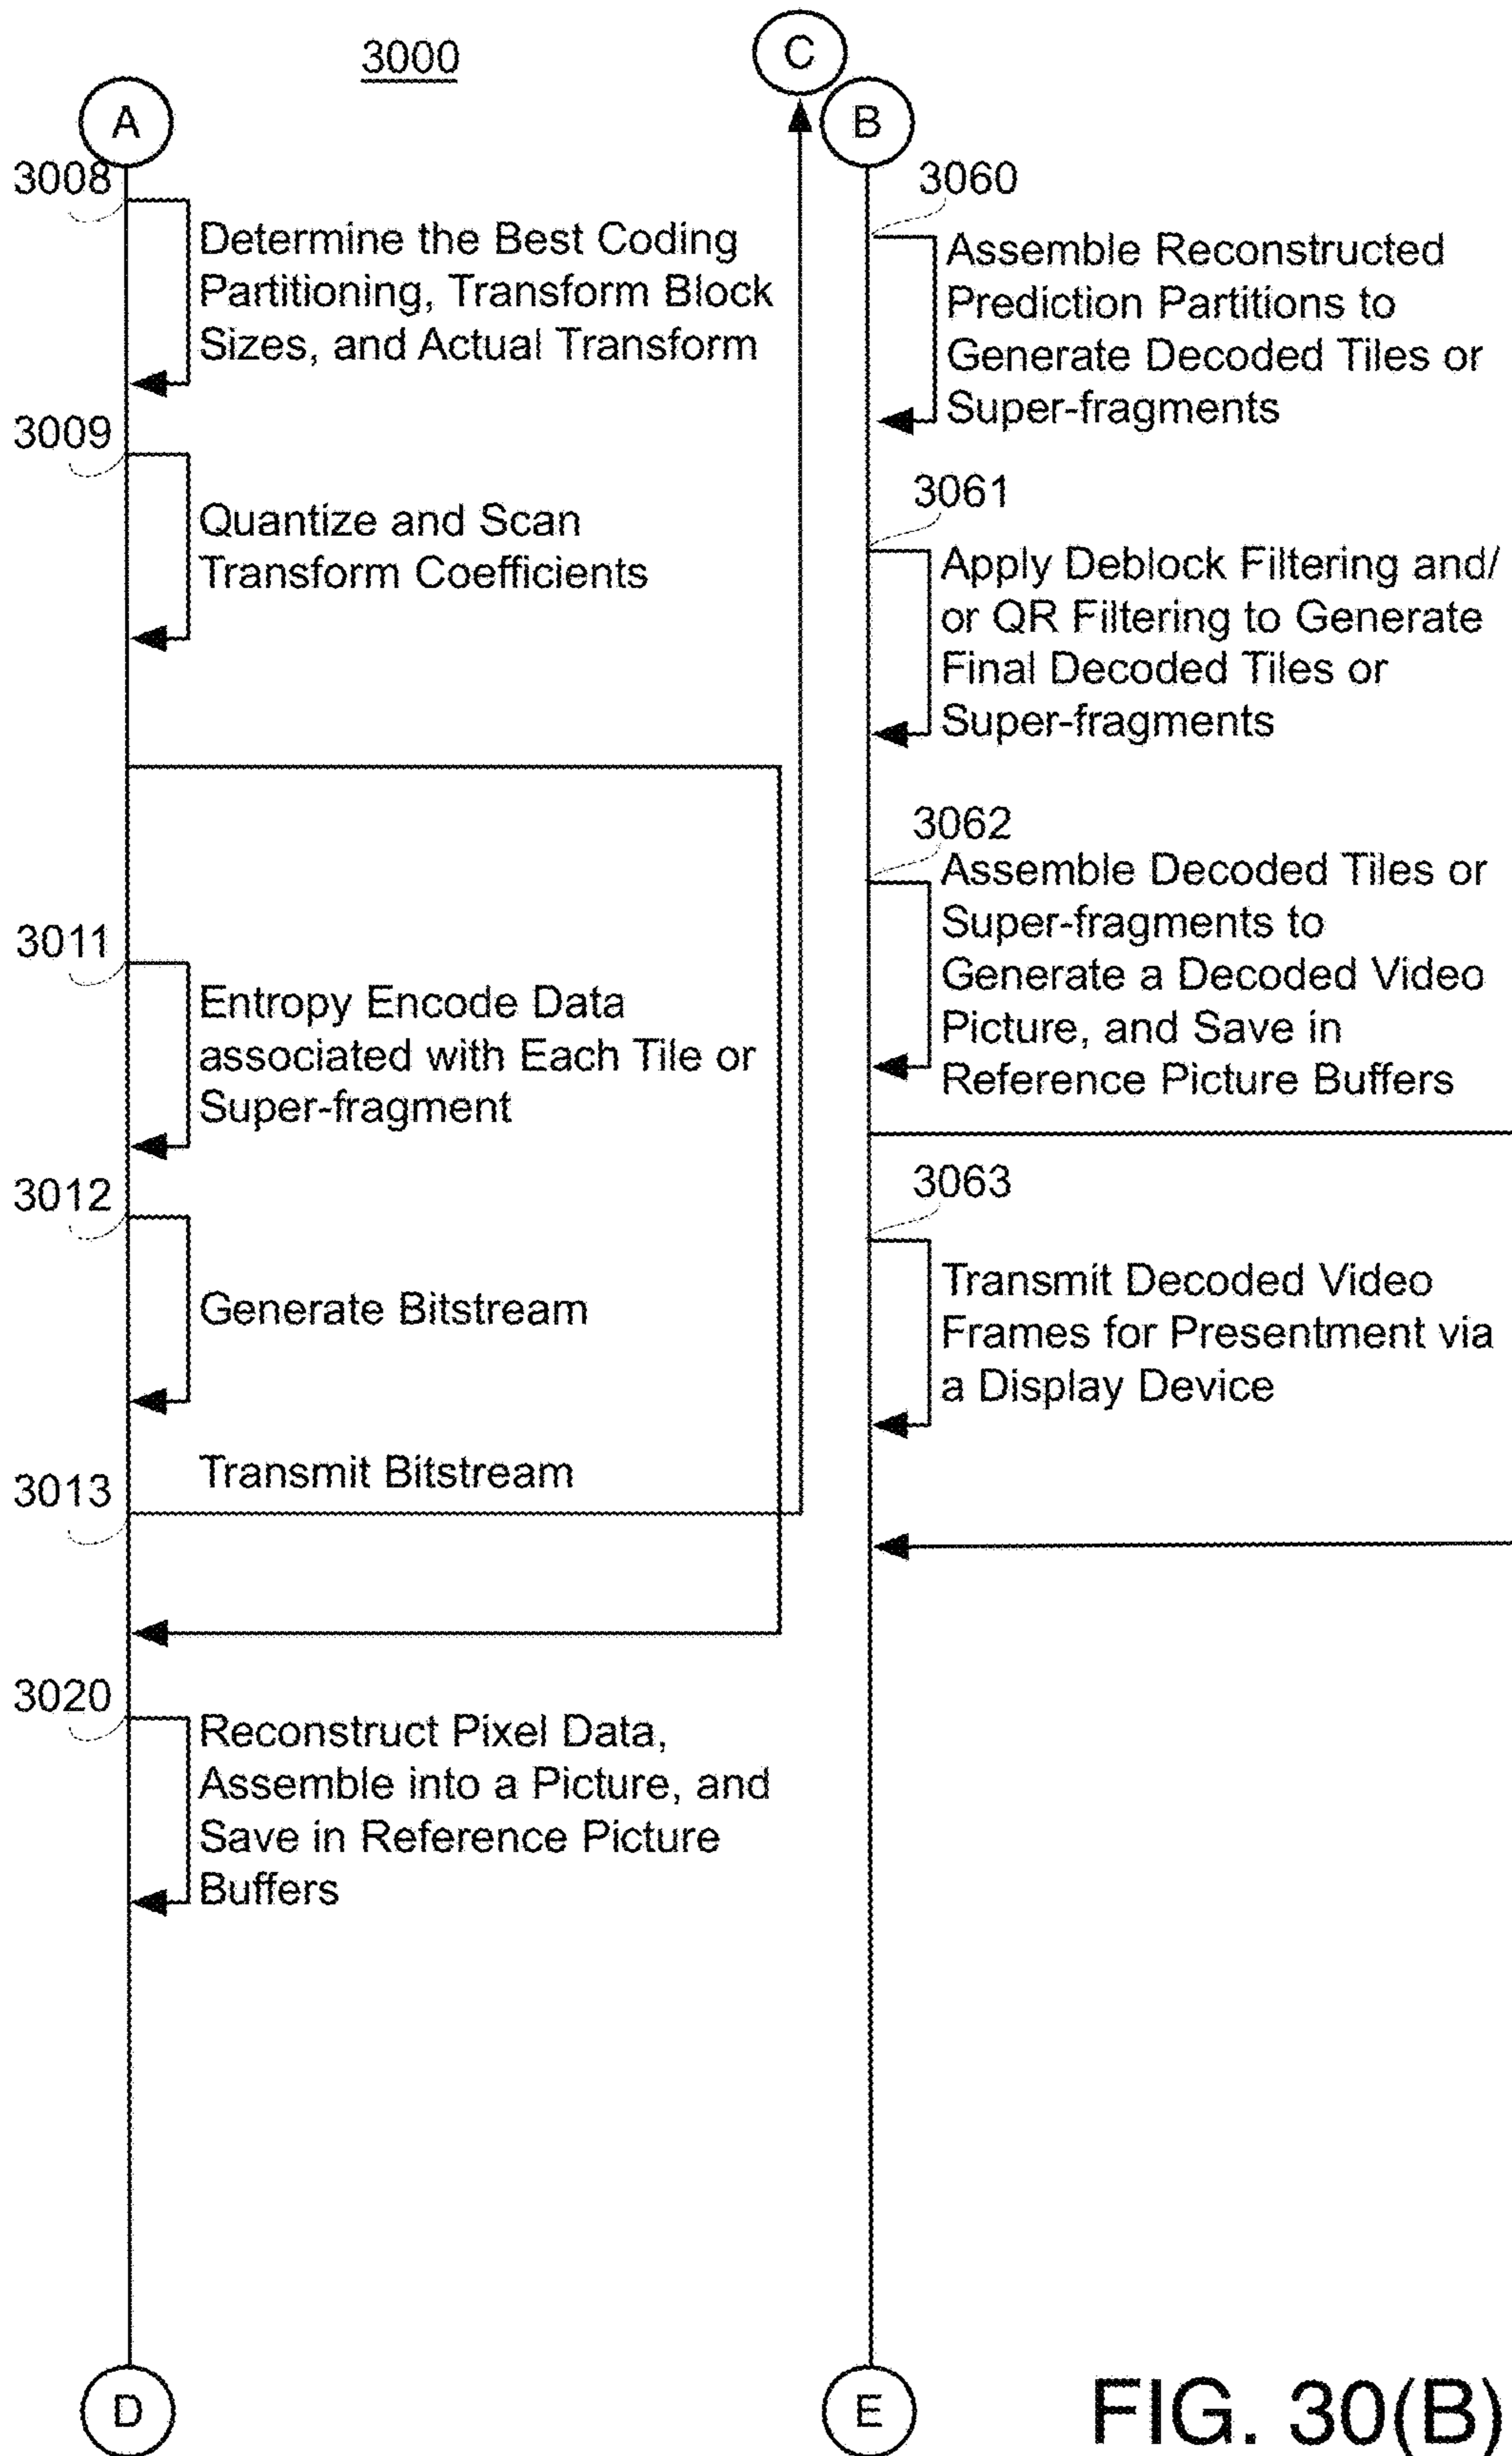 3000
C
A
B
3008
Determine the Best Coding
Partitioning, Transform Block
Sizes, and Actual Transform
3009
Quantize and Scan
Transform Coefficients
3011
Entropy Encode Data
associated with Each Tile or
Super-fragment
3012
Generate Bitstream
Transmit Bitstream
3013
3020
Reconstruct Pixel Data,
Assemble into a Picture, and
Save in Reference Picture
Buffers
D
3060
Assemble Reconstructed
Prediction Partitions to
Generate Decoded Tiles or
Super-fragments
3061
Apply Deblock Filtering and/
or QR Filtering to Generate
Final Decoded Tiles or
Super-fragments
3062
Assemble Decoded Tiles or
Super-fragments to
Generate a Decoded Video
Picture, and Save in
Reference Picture Buffers
3063
Transmit Decoded Video
Frames for Presentment via
a Display Device
E
FIG. 30(B)